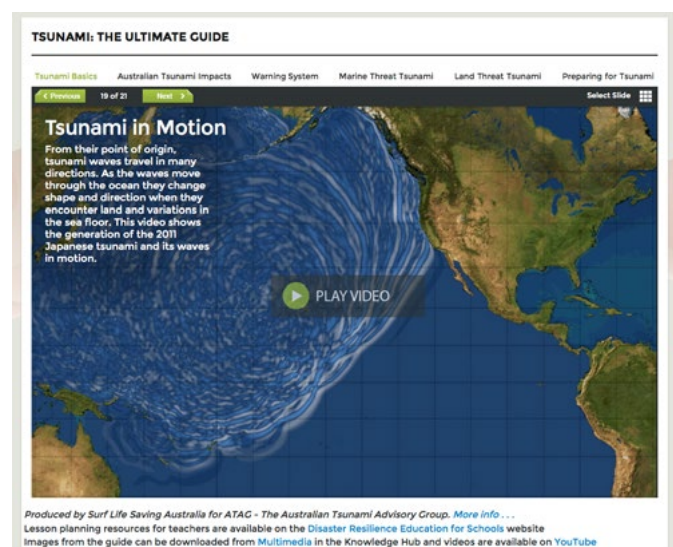 TSUNAMI: THE ULTIMATE GUIDE
Tsunami Basics Australian Tsunami Impacts Warning System Marine Threat Tsunami Land Threat Tsunami Preparing for Tsunami
< Previous 19 of 21 Next > Select Slide
Tsunami in Motion
From their point of origin,
tsunami waves travel in many
directions. As the waves move
through the ocean they change
shape and direction when they
encounter land and variations in
the sea floor. This video shows
the generation of the 2011
Japanese tsunami and its waves
in motion.
PLAY VIDEO
Produced by Surf Life Saving Australia for ATAG - The Australian Tsunami Advisory Group. More info . . .
Lesson planning resources for teachers are available on the Disaster Resilience Education for Schools website
Images from the guide can be downloaded from Multimedia in the Knowledge Hub and videos are available on YouTube